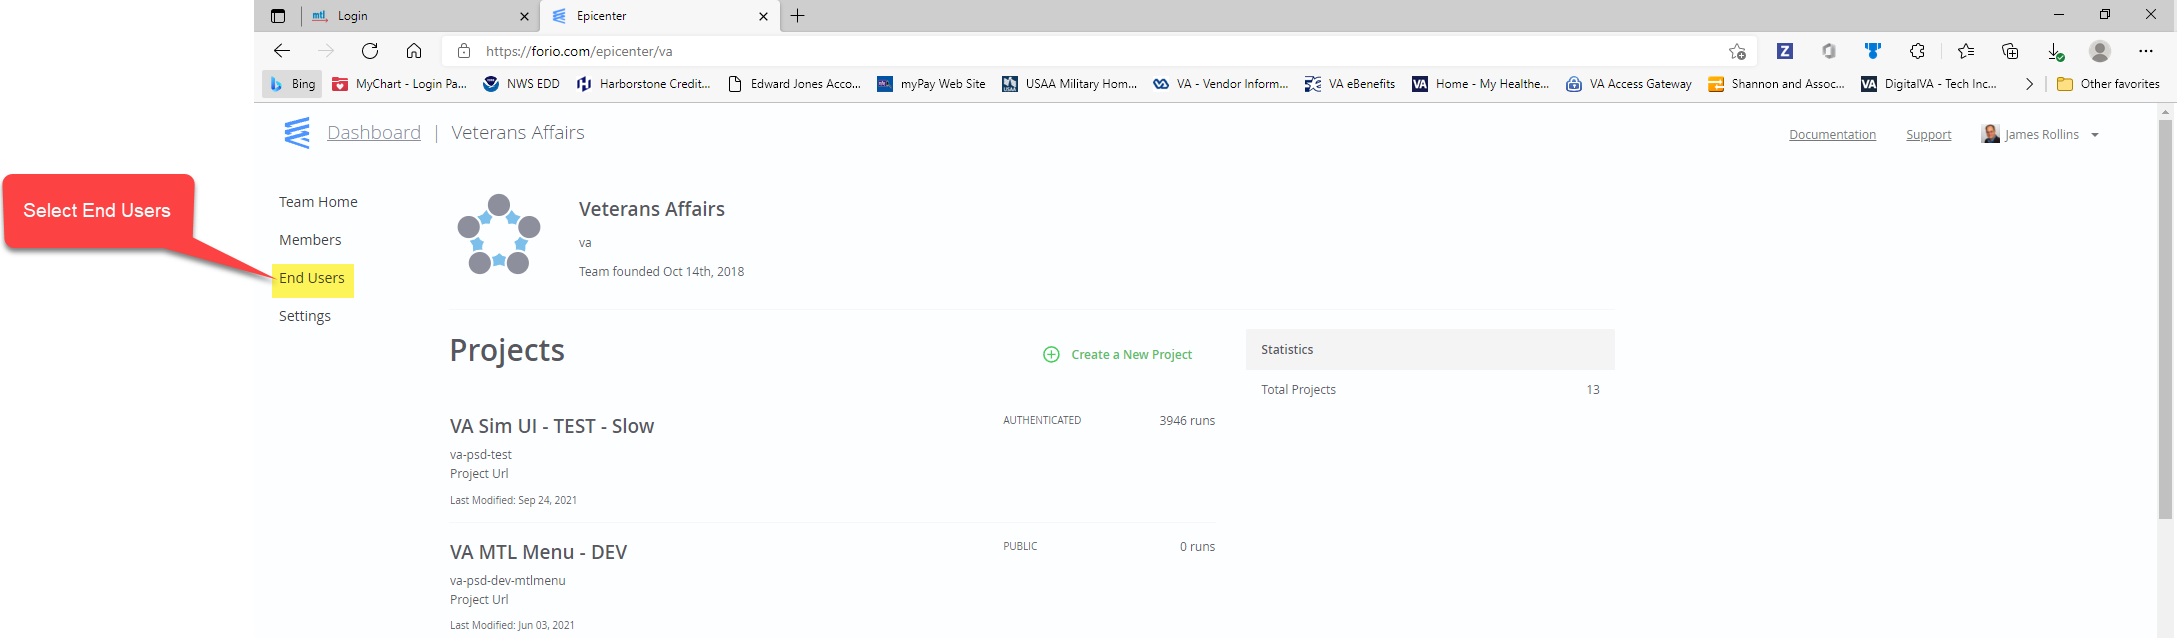 mtl Login
Epicenter
https://forio.com/epicenter/va
Bing
MyChart - Login Pa...
NWS EDD
Harborstone Credit...
Edward Jones Acco...
myPay Web Site
USAA Military Hom...
VA - Vendor Inform...
VA eBenefits
VA Home - My Healthe...
VA Access Gateway
Shannon and Assoc...
VA DigitalVA - Tech Inc...
Other favorites
Dashboard | Veterans Affairs
Documentation
Support
James Rollins
Select End Users
Team Home
Members
End Users
Settings
Veterans Affairs
va
Team founded Oct 14th, 2018
Projects
Create a New Project
Statistics
Total Projects 13
VA Sim UI - TEST - Slow
AUTHENTICATED 3946 runs
va-psd-test
Project Url
Last Modified: Sep 24, 2021
VA MTL Menu - DEV
PUBLIC 0 runs
va-psd-dev-mtlmenu
Project Url
Last Modified: Jun 03, 2021